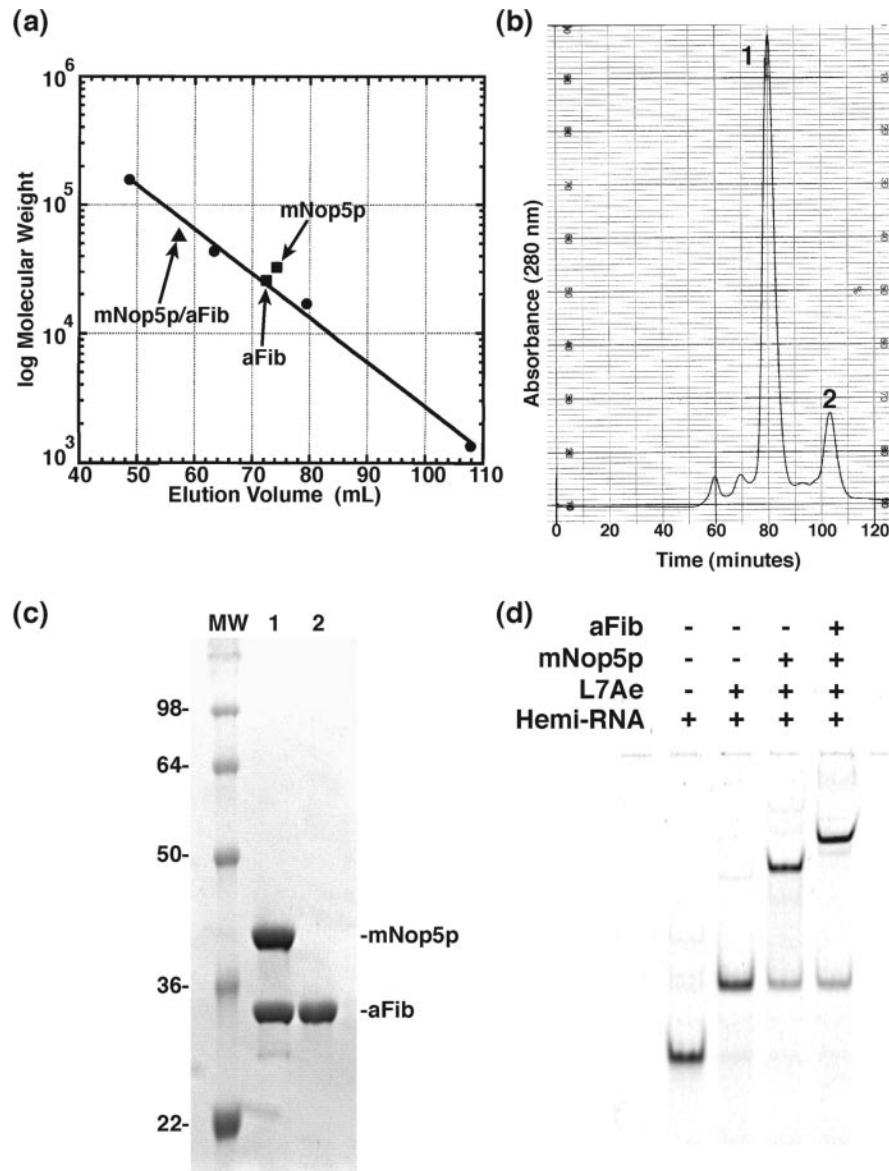 (a)
log Molecular Weight
10^6
10^5
10^4
10^3
mNop5p
mNop5p/aFib
aFib
40 50 60 70 80 90 100 110
Elution Volume (mL)
(b)
Absorbance (280 nm)
1
2
0 20 40 60 80 100 120
Time (minutes)
(c)
MW 1 2
98-
64-
50-
-mNop5p
36-
-aFib
22-
(d)
aFib - - - +
mNop5p - - + +
L7Ae - + + +
Hemi-RNA + + + +